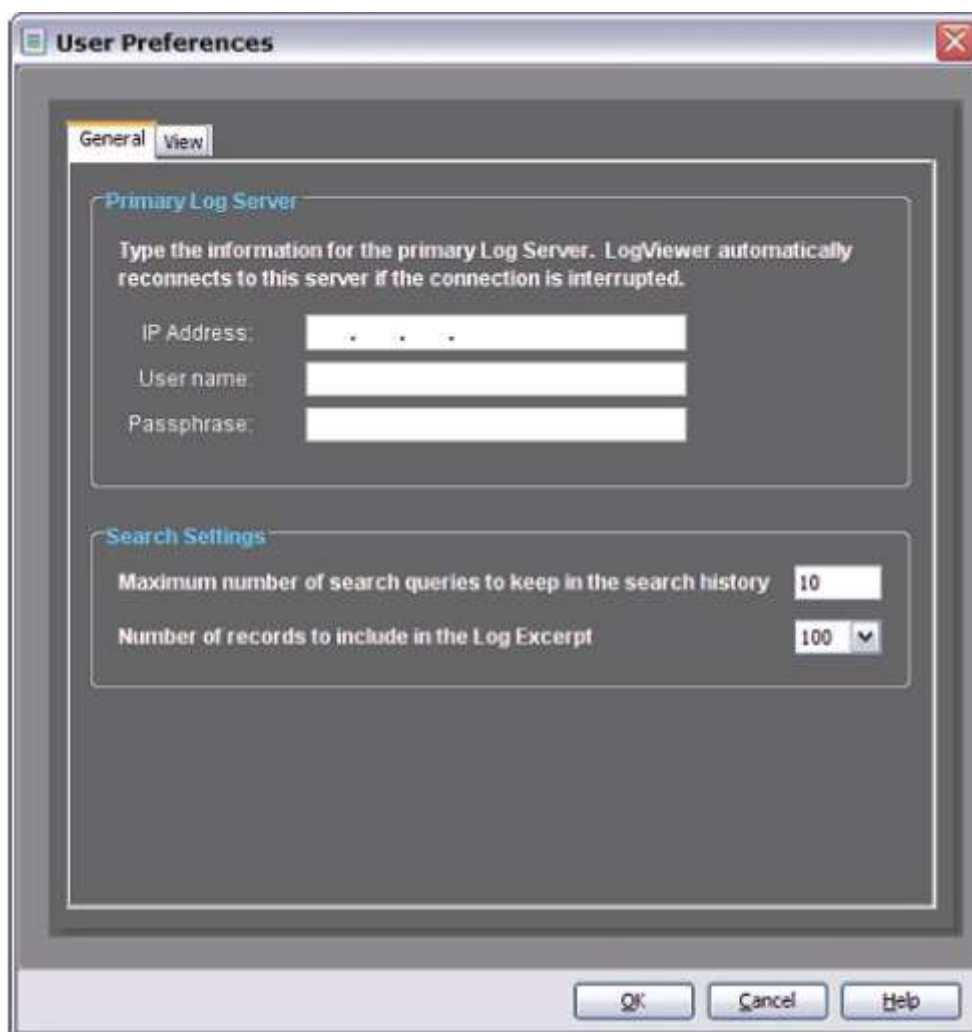 User Preferences
General View
Primary Log Server
Type the information for the primary Log Server. LogViewer automatically
reconnects to this server if the connection is interrupted.
IP Address: . . .
User name:
Passphrase:
Search Settings
Maximum number of search queries to keep in the search history 10
Number of records to include in the Log Excerpt 100
OK Cancel Help